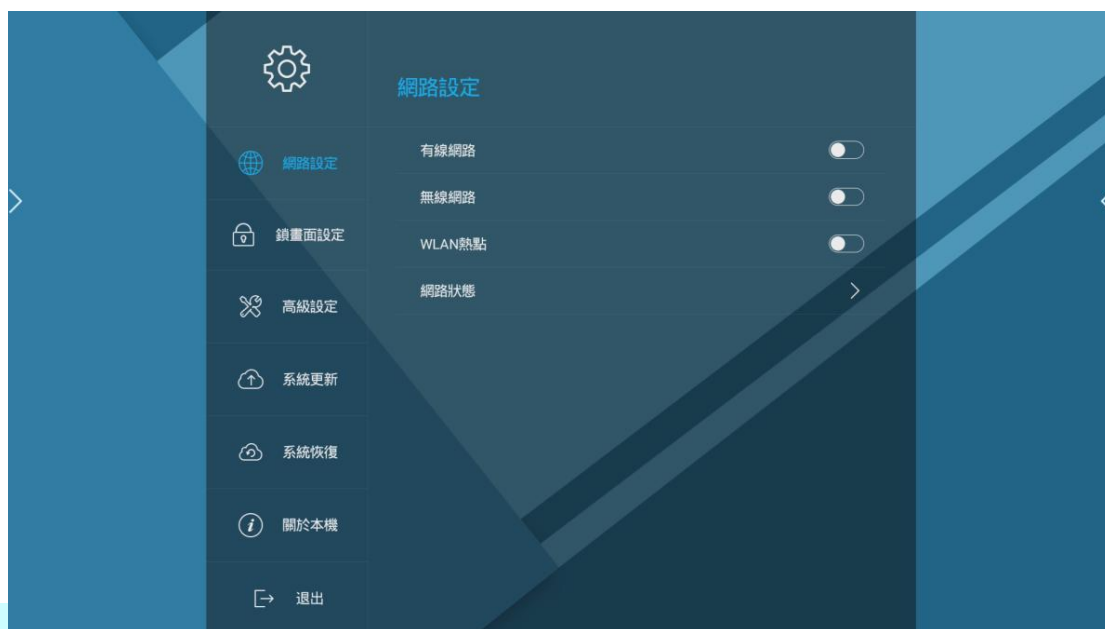 網路設定
網路設定
鎖畫面設定
高級設定
系統更新
系統恢復
關於本機
退出
有線網路
無線網路
WLAN熱點
網路狀態